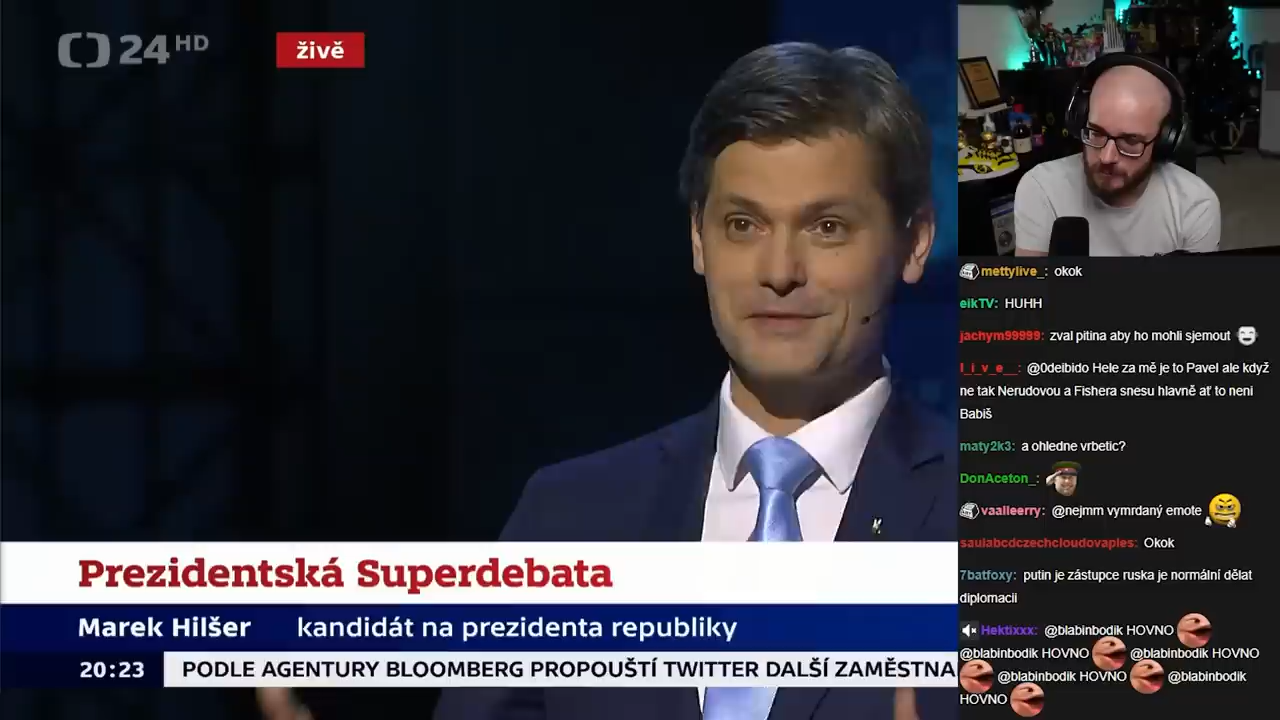 24 HD
živě
Prezidentská Superdebata
Marek Hilšer kandidát na prezidenta republiky
20:23 PODLE AGENTURY BLOOMBERG PROPOUŠTÍ TWITTER DALŠÍ ZAMĚSTNA
mettylive_: okok
eikTV: HUHH
jachym99999: zval pitina aby ho mohli sjemout
l_i_v_e__: @0deibido Hele za mě je to Pavel ale když
ne tak Nerudovou a Fishera snesu hlavně ať to neni
Babiš
maty2k3: a ohledne vrbetic?
DonAceton_:
vaalleerry: @nejmm vymrdaný emote
saulabcdczechcloudovaples: Okok
7batfoxy: putin je zástupce ruska je normální dělat
diplomacii
Hektixxx: @blabinbodik HOVNO
@blabinbodik HOVNO @blabinbodik HOVNO
@blabinbodik HOVNO @blabinbodik
HOVNO